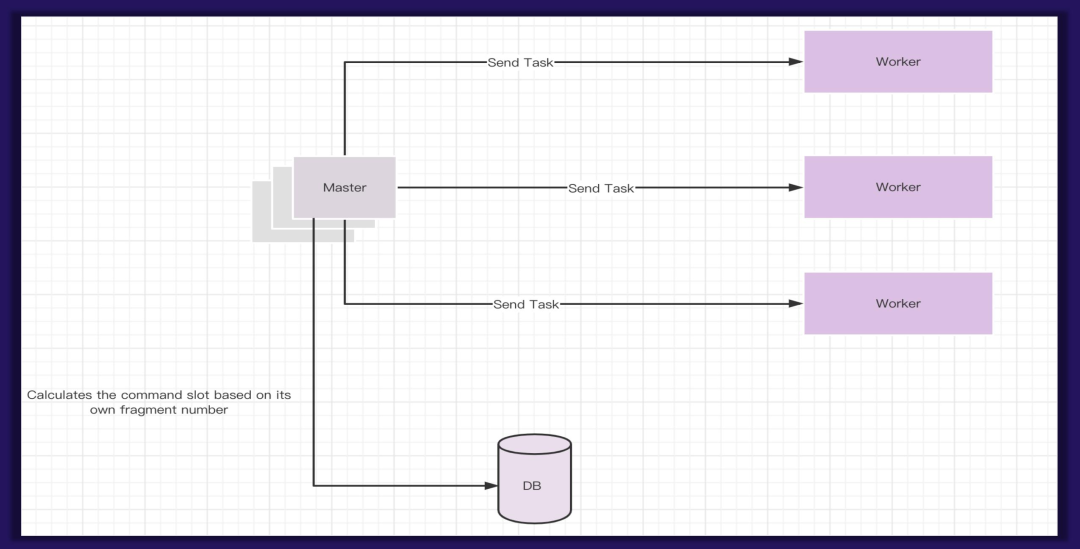 Send Task
Worker
Master
Send Task
Worker
Send Task
Worker
Calculates the command slot based on its
own fragment number
DB